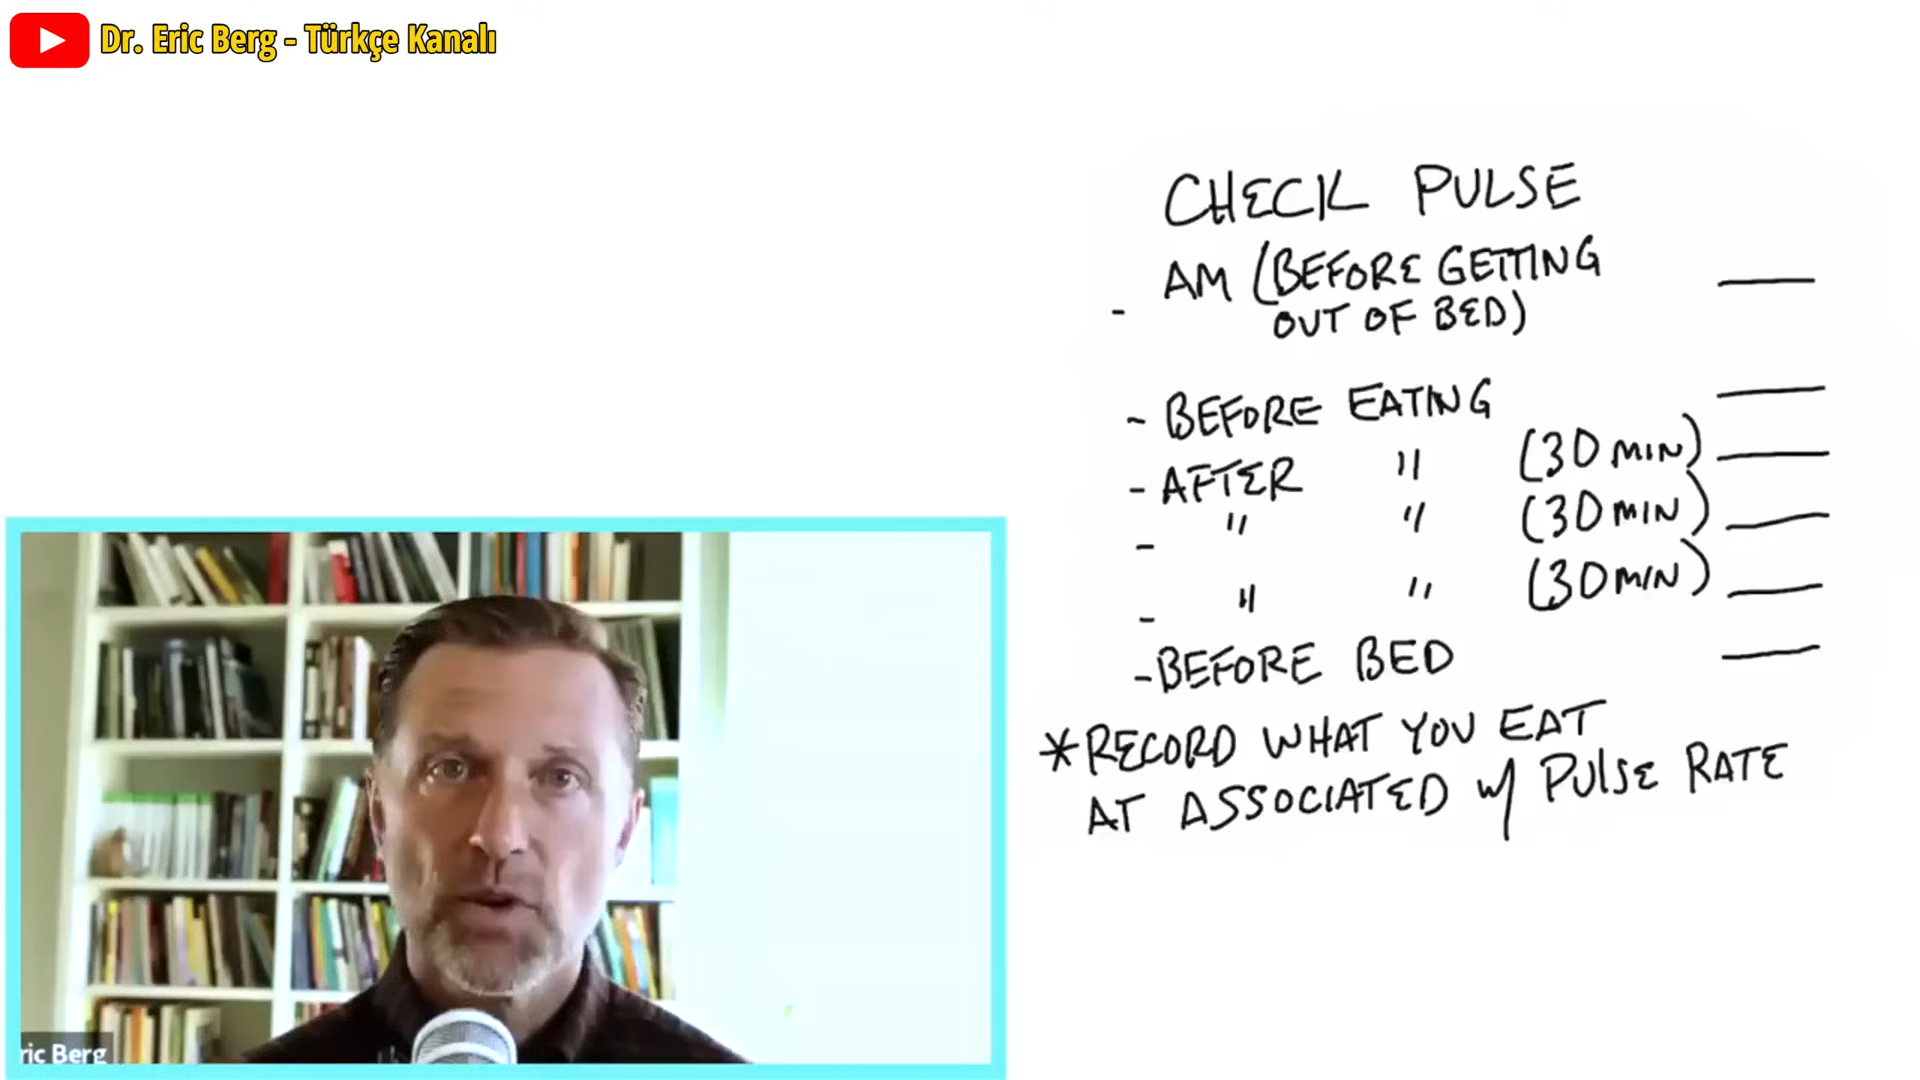 Dr. Eric Berg - Türkçe Kanalı
CHECK PULSE
- AM (BEFORE GETTING
OUT OF BED)
- BEFORE EATING
- AFTER " (30 MIN)
- " " (30 MIN)
- " " (30 MIN)
- BEFORE BED
*RECORD WHAT YOU EAT
AT ASSOCIATED w/ PULSE RATE
ric Berg